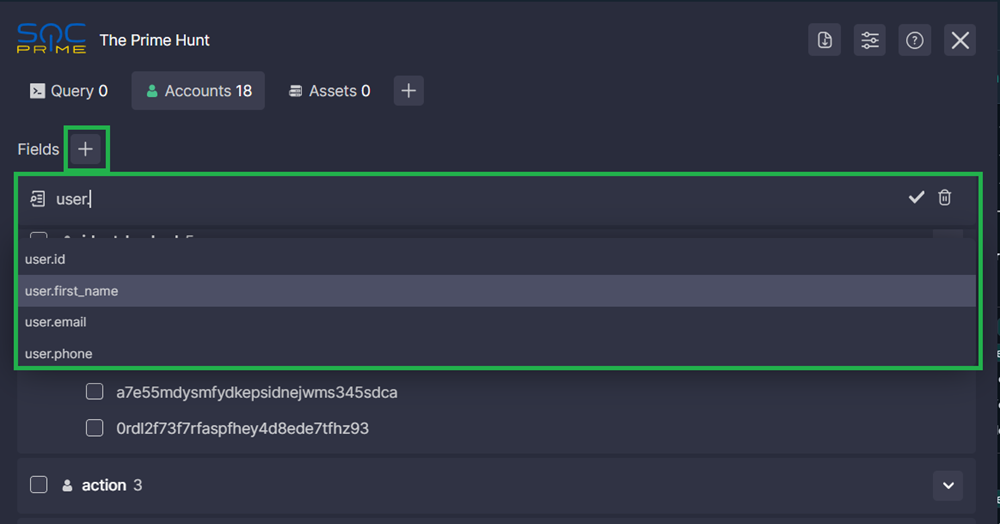 SOC
PRIME
The Prime Hunt
Query 0
Accounts 18
Assets 0
Fields
user.
user.id
user.first_name
user.email
user.phone
a7e55mdysmfydkepsidnejwms345sdca
0rdl2f73f7rfaspfhey4d8ede7tfhz93
action 3